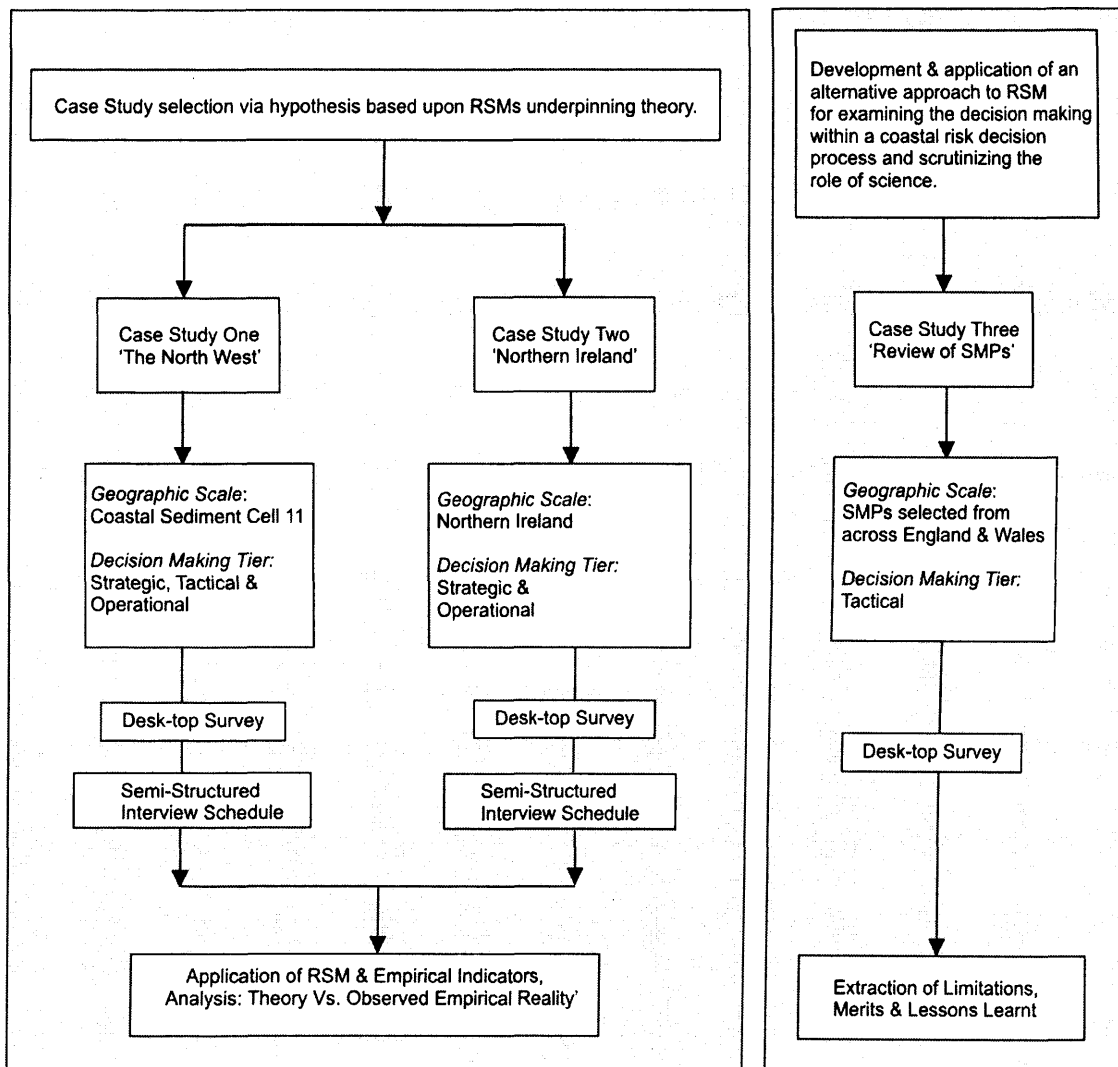 Case Study selection via hypothesis based upon RSMs underpinning theory.
Case Study One
'The North West'
Case Study Two
'Northern Ireland'
Geographic Scale:
Coastal Sediment Cell 11
Decision Making Tier:
Strategic, Tactical &
Operational
Geographic Scale:
Northern Ireland
Decision Making Tier:
Strategic &
Operational
Desk-top Survey
Desk-top Survey
Semi-Structured
Interview Schedule
Semi-Structured
Interview Schedule
Application of RSM & Empirical Indicators,
Analysis: Theory Vs. Observed Empirical Reality'
Development & application of an
alternative approach to RSM
for examining the decision making
within a coastal risk decision
process and scrutinizing the
role of science.
Case Study Three
'Review of SMPs'
Geographic Scale:
SMPs selected from
across England & Wales
Decision Making Tier:
Tactical
Desk-top Survey
Extraction of Limitations,
Merits & Lessons Learnt